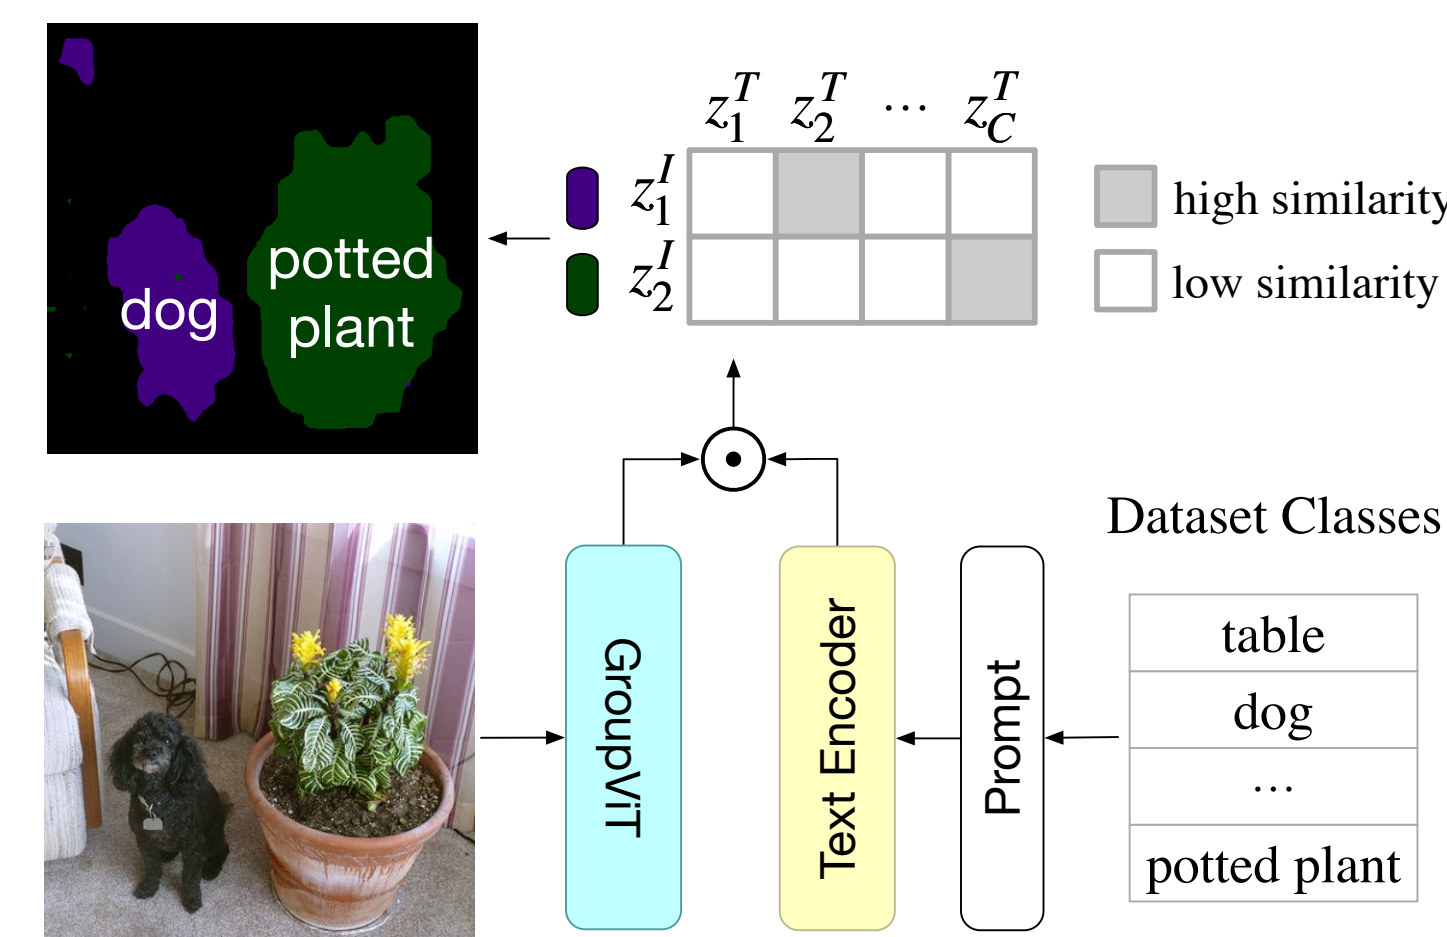 dog
potted
plant
z_1^T z_2^T ⋯ z_C^T
z_1^I
z_2^I
high similarity
low similarity
GroupViT
Text Encoder
Prompt
Dataset Classes
table
dog
⋯
potted plant